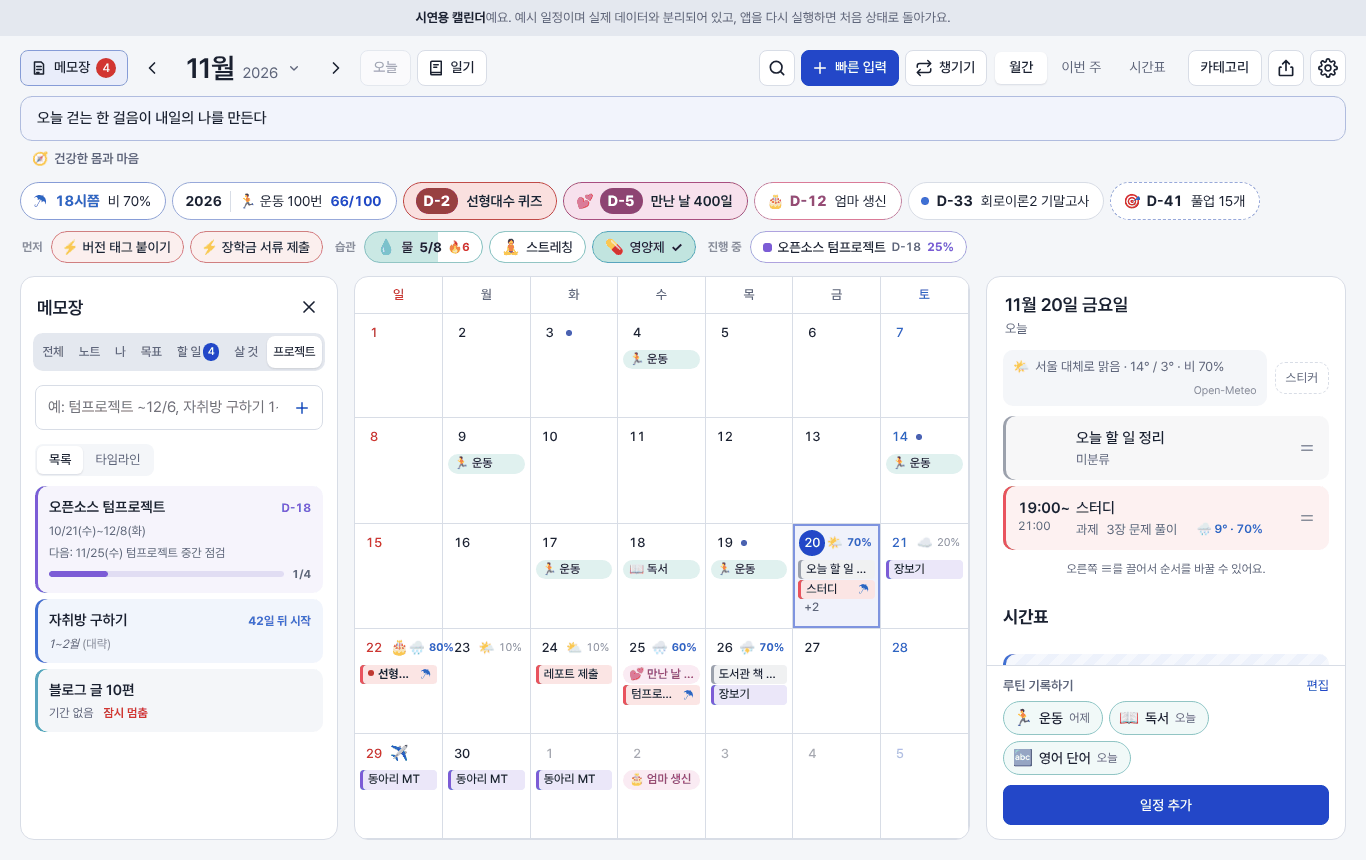 시연용 캘린더예요. 예시 일정이며 실제 데이터와 분리되어 있고, 앱을 다시 실행하면 처음 상태로 돌아가요.
메모장 4 11월 2026 오늘 일기 빠른 입력 챙기기 월간 이번 주 시간표 카테고리
오늘 걷는 한 걸음이 내일의 나를 만든다
건강한 몸과 마음
18시쯤 비 70% 2026 운동 100번 66/100 D-2 선형대수 퀴즈 D-5 만난 날 400일 D-12 엄마 생신 D-33 회로이론2 기말고사 D-41 풀업 15개
먼저 버전 태그 붙이기 장학금 서류 제출 습관 물 5/8 6 스트레칭 영양제 진행 중 오픈소스 텀프로젝트 D-18 25%
메모장
전체 노트 나 목표 할 일 4 살 것 프로젝트
예: 텀프로젝트 ~12/6, 자취방 구하기 1-
목록 타임라인
오픈소스 텀프로젝트 D-18
10/21(수)~12/8(화)
다음: 11/25(수) 텀프로젝트 중간 점검
1/4
자취방 구하기 42일 뒤 시작
1~2월 (대략)
블로그 글 10편
기간 없음 잠시 멈춤
일 월 화 수 목 금 토
1 2 3 4 5 6 7
운동
8 9 10 11 12 13 14
운동 운동
15 16 17 18 19 20 70% 21 20%
운동 독서 운동 오늘 할 일 ... 장보기
스터디
+2
22 80% 23 10% 24 10% 25 60% 26 70% 27 28
선형... 레포트 제출 만난 날 ... 도서관 책 ...
텀프로... 장보기
29 30 1 2 3 4 5
동아리 MT 동아리 MT 동아리 MT 엄마 생신
11월 20일 금요일
오늘
서울 대체로 맑음 · 14° / 3° · 비 70%
Open-Meteo
스티커
오늘 할 일 정리
미분류
19:00~ 스터디
21:00 과제 3장 문제 풀이 9° · 70%
오른쪽 ≡를 끌어서 순서를 바꿀 수 있어요.
시간표
루틴 기록하기 편집
운동 어제 독서 오늘
abc 영어 단어 오늘
일정 추가